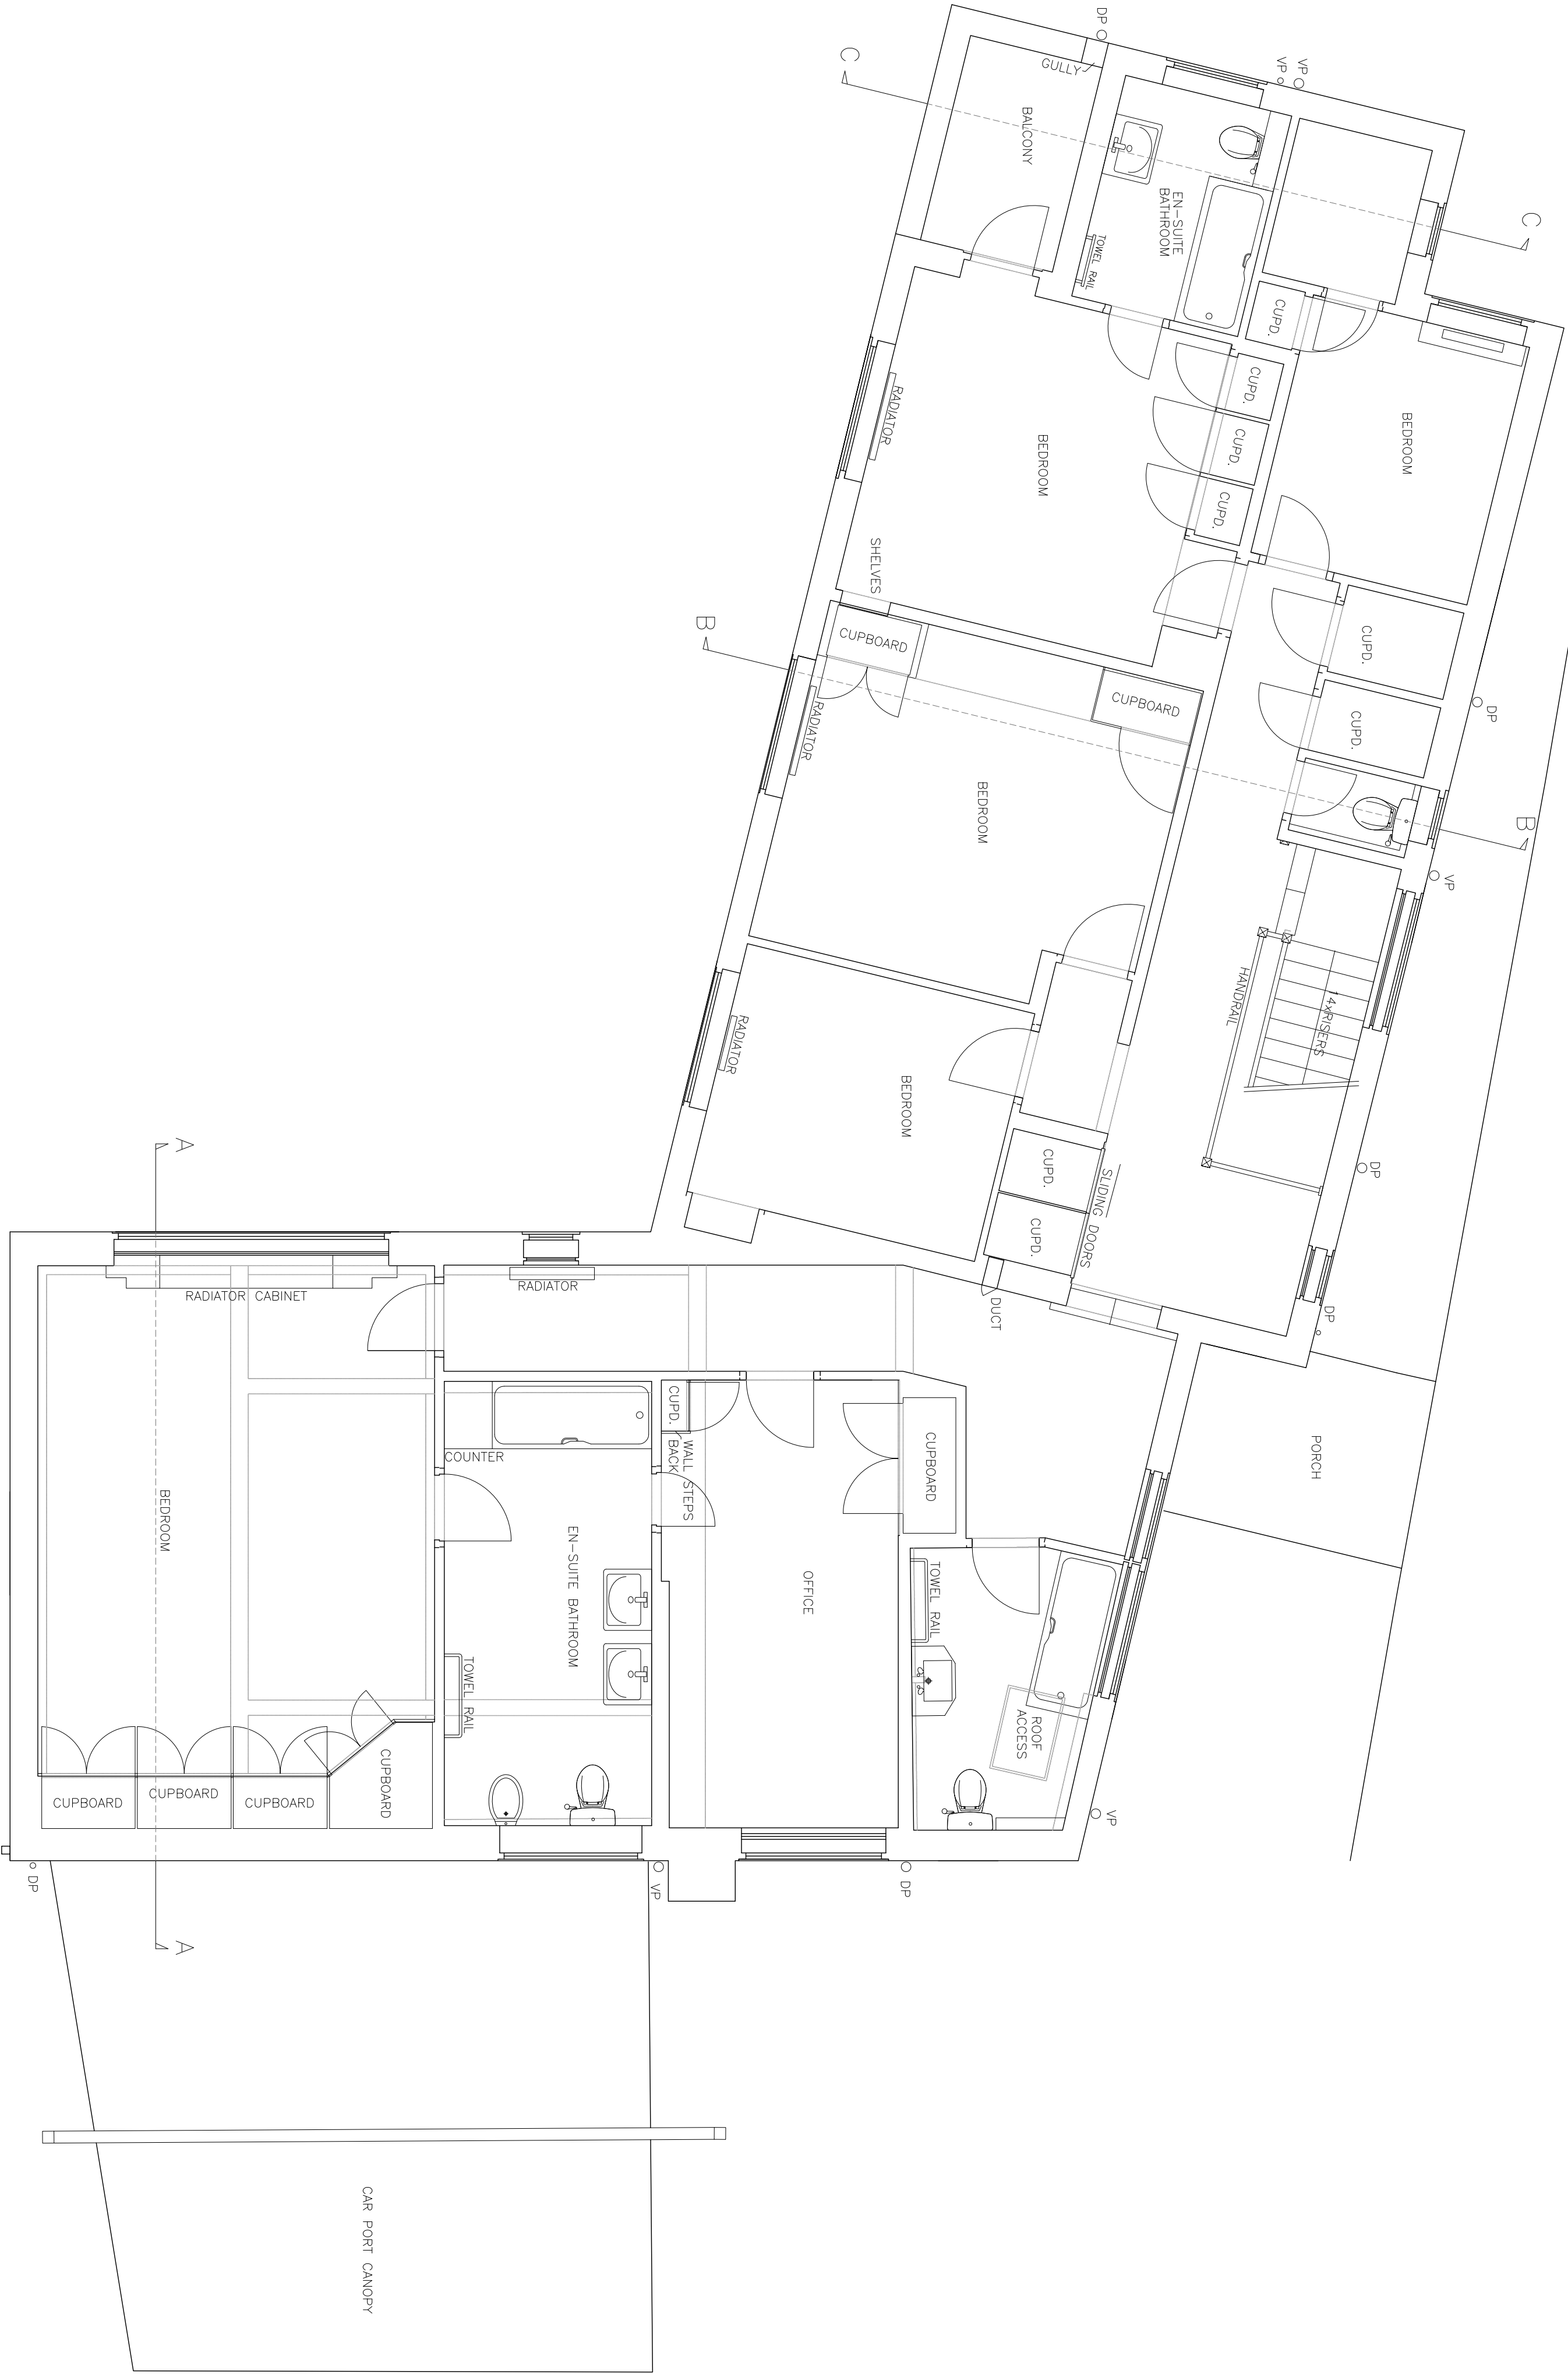 DP
VP
VP
C
GULLY
BALCONY
EN-SUITE
BATHROOM
TOWEL RAIL
C
CUPD.
CUPD.
CUPD.
CUPD.
BEDROOM
BEDROOM
RADIATOR
SHELVES
B
CUPBOARD
CUPBOARD
RADIATOR
BEDROOM
CUPD.
CUPD.
DP
B
VP
HANDRAIL
14xRISERS
RADIATOR
BEDROOM
CUPD.
CUPD.
SLIDING DOORS
DUCT
DP
DP
PORCH
A
RADIATOR CABINET
RADIATOR
CUPD.
WALL STEPS
BACK
CUPBOARD
COUNTER
BEDROOM
EN-SUITE BATHROOM
OFFICE
TOWEL RAIL
ROOF
ACCESS
TOWEL RAIL
CUPBOARD
CUPBOARD
CUPBOARD
CUPBOARD
VP
DP
VP
DP
A
CAR PORT CANOPY